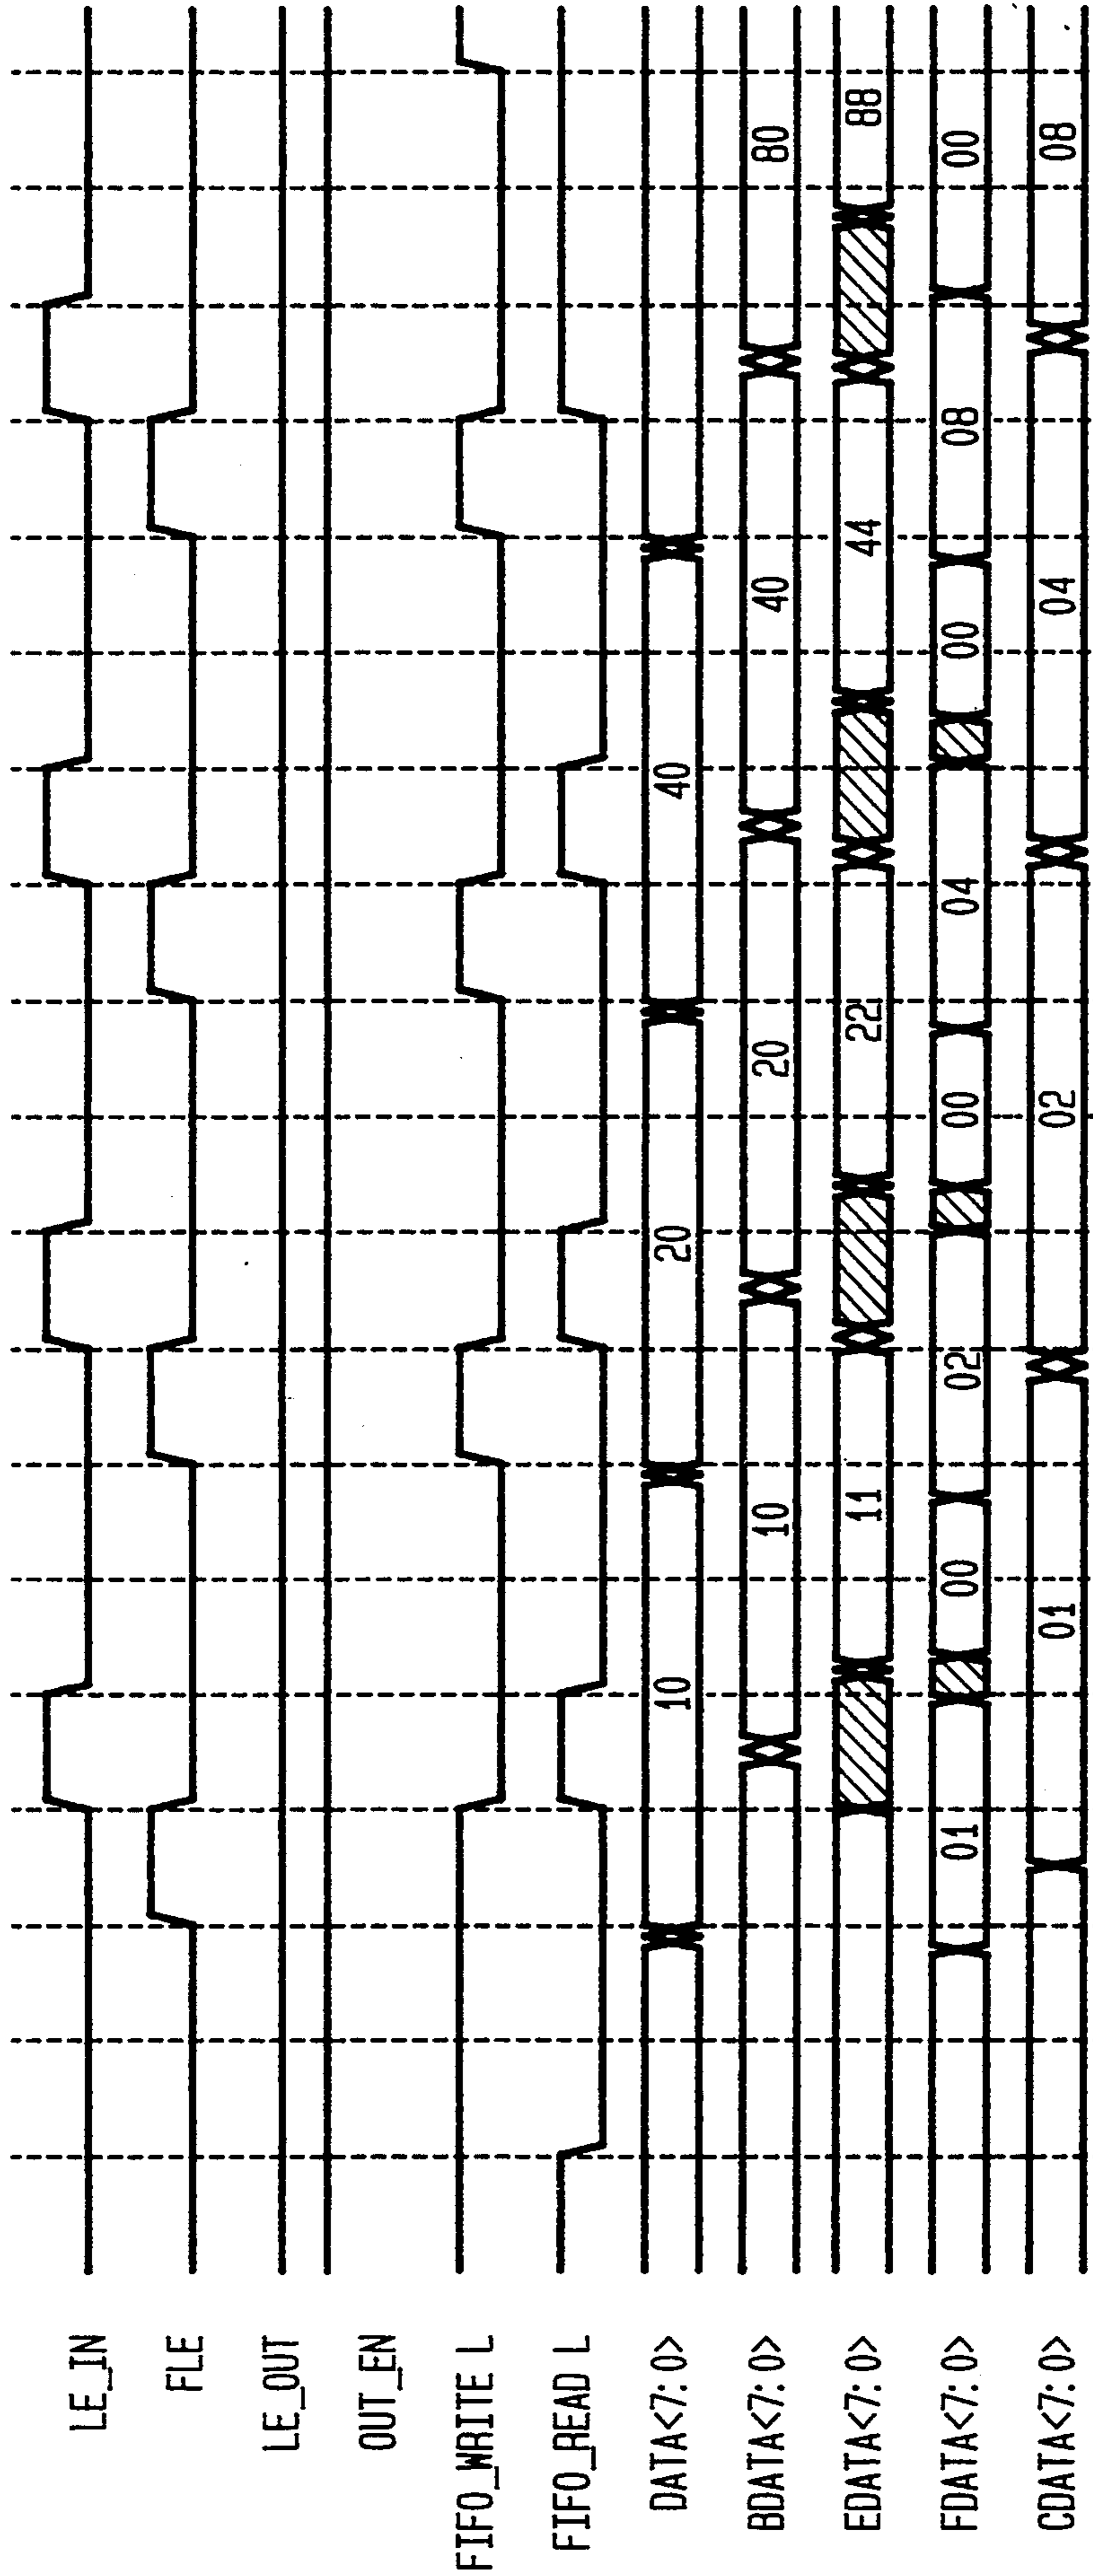 LE_IN
FLE
LE_OUT
OUT_EN
FIFO_WRITE L
FIFO_READ L
DATA<7:0> 10 20 40
BDATA<7:0> 10 20 40 80
EDATA<7:0> 11 22 44 88
FDATA<7:0> 01 00 02 00 04 00 08 00
CDATA<7:0> 01 02 04 08